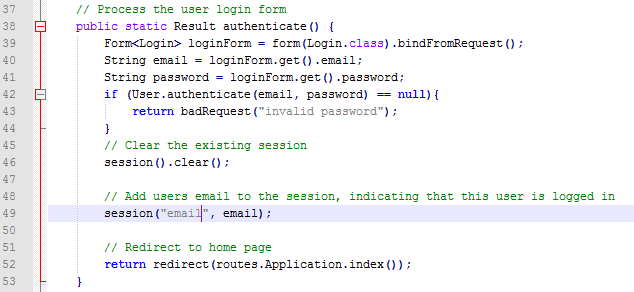 37 // Process the user login form
38 public static Result authenticate() {
39 Form<Login> loginForm = form(Login.class).bindFromRequest();
40 String email = loginForm.get().email;
41 String password = loginForm.get().password;
42 if (User.authenticate(email, password) == null){
43 return badRequest("invalid password");
44 }
45 // Clear the existing session
46 session().clear();
47
48 // Add users email to the session, indicating that this user is logged in
49 session("email", email);
50
51 // Redirect to home page
52 return redirect(routes.Application.index());
53 }